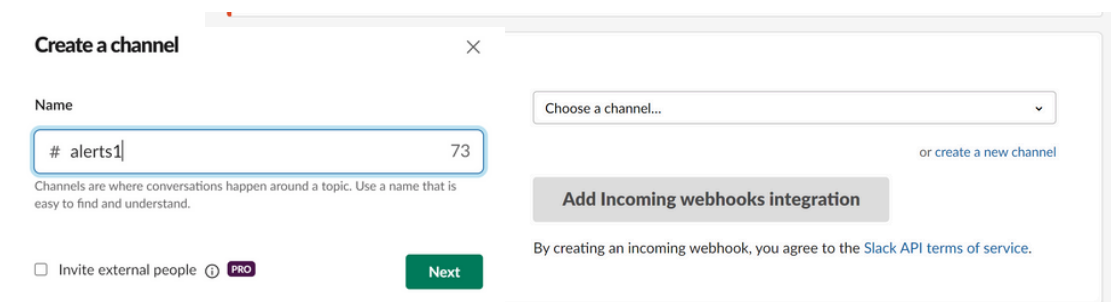 Create a channel
Name
# alerts1
73
Channels are where conversations happen around a topic. Use a name that is
easy to find and understand.
Invite external people
PRO
Next
Choose a channel...
or create a new channel
Add Incoming webhooks integration
By creating an incoming webhook, you agree to the Slack API terms of service.